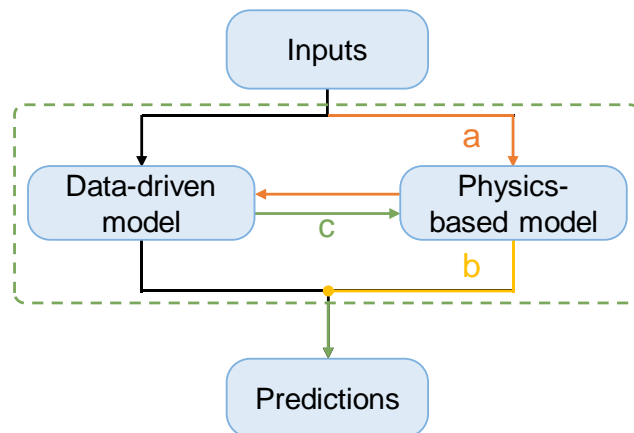 Inputs
a
Data-driven
model
Physics-
based model
c
b
Predictions